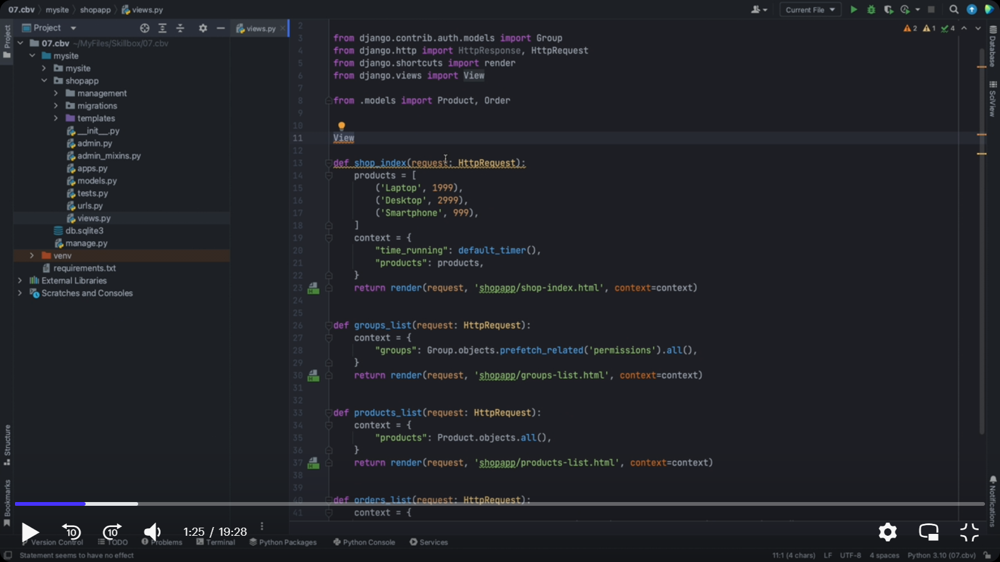 07.cbv mysite shopapp views.py
Current File
Project
views.py
2 1 4
Project
07.cbv ~/MyFiles/Skillbox/07.cbv
mysite
mysite
shopapp
management
migrations
templates
__init__.py
admin.py
admin_mixins.py
apps.py
models.py
tests.py
urls.py
views.py
db.sqlite3
manage.py
venv
requirements.txt
External Libraries
Scratches and Consoles
Structure
Bookmarks
2
3 from django.contrib.auth.models import Group
4 from django.http import HttpResponse, HttpRequest
5 from django.shortcuts import render
6 from django.views import View
7
8 from .models import Product, Order
9
10
11 View
12
13 def shop_index(request: HttpRequest):
14 products = [
15 ('Laptop', 1999),
16 ('Desktop', 2999),
17 ('Smartphone', 999),
18 ]
19 context = {
20 "time_running": default_timer(),
21 "products": products,
22 }
23 return render(request, 'shopapp/shop-index.html', context=context)
24
25
26 def groups_list(request: HttpRequest):
27 context = {
28 "groups": Group.objects.prefetch_related('permissions').all(),
29 }
30 return render(request, 'shopapp/groups-list.html', context=context)
31
32
33 def products_list(request: HttpRequest):
34 context = {
35 "products": Product.objects.all(),
36 }
37 return render(request, 'shopapp/products-list.html', context=context)
38
39
40 def orders_list(request: HttpRequest):
41 context = {
Database
SciView
Notifications
10 10 1:25 / 19:28
Version Control TODO Problems Terminal Python Packages Python Console Services
Statement seems to have no effect
11:1 (4 chars) LF UTF-8 4 spaces Python 3.10 (07.cbv)